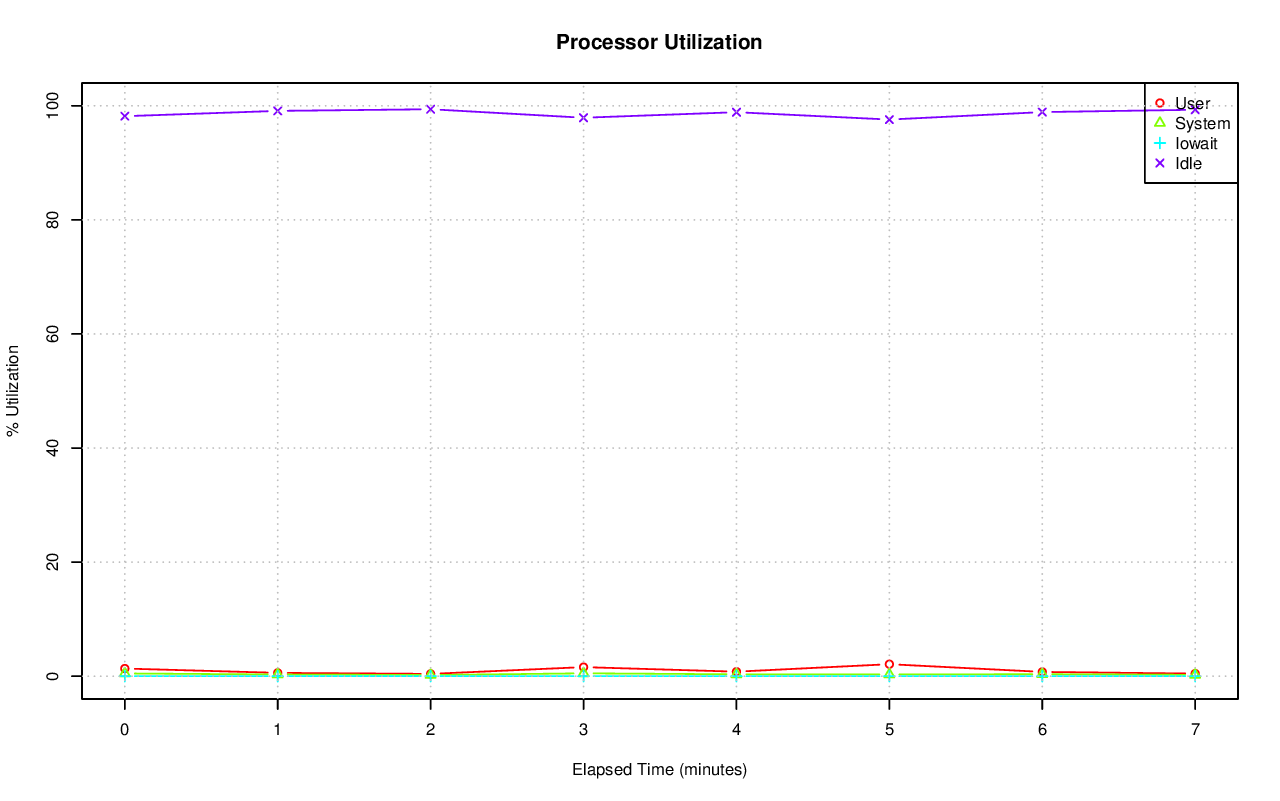 Processor Utilization
% Utilization
100
80
60
40
20
0
User
System
Iowait
Idle
0 1 2 3 4 5 6 7
Elapsed Time (minutes)